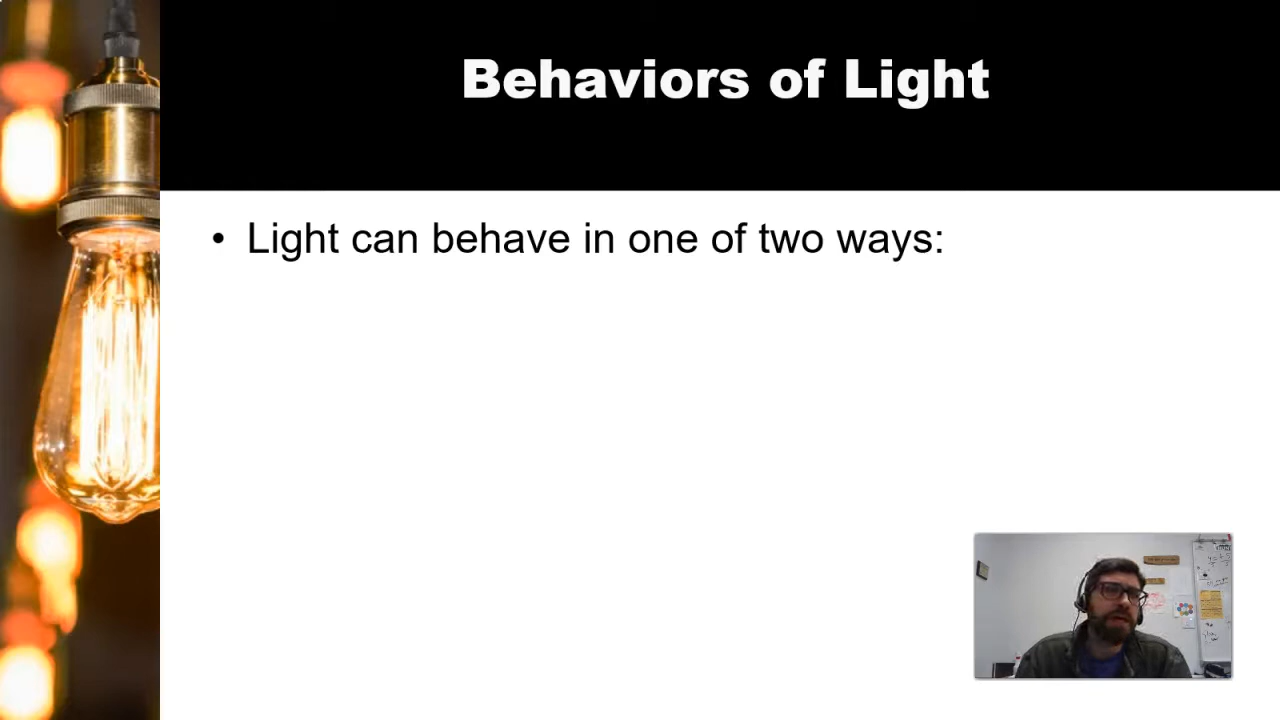 Behaviors of Light
• Light can behave in one of two ways: